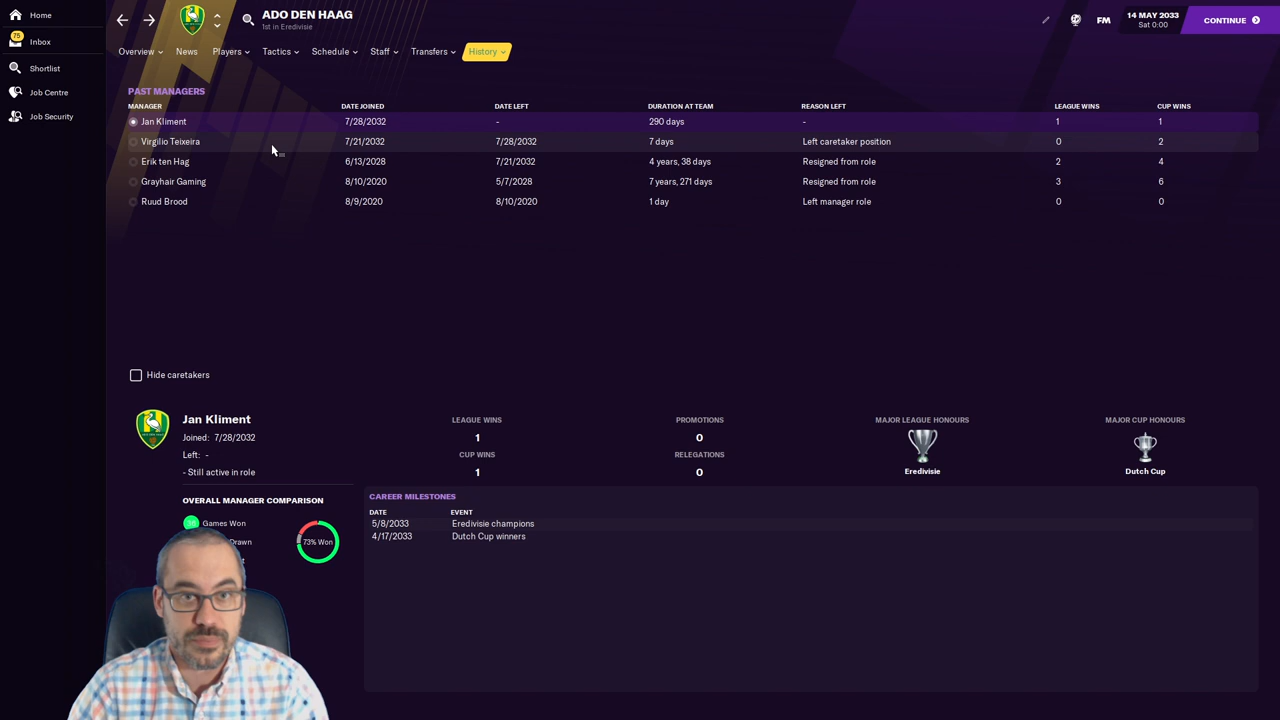 Home
75
Inbox
Shortlist
Job Centre
Job Security
ADO DEN HAAG
1st in Eredivisie
FM
14 MAY 2033
Sat 0:00
CONTINUE
Overview
News
Players
Tactics
Schedule
Staff
Transfers
History
PAST MANAGERS
MANAGER DATE JOINED DATE LEFT DURATION AT TEAM REASON LEFT LEAGUE WINS CUP WINS
Jan Kliment 7/28/2032 - 290 days - 1 1
Virgilio Teixeira 7/21/2032 7/28/2032 7 days Left caretaker position 0 2
Erik ten Hag 6/13/2028 7/21/2032 4 years, 38 days Resigned from role 2 4
Grayhair Gaming 8/10/2020 5/7/2028 7 years, 271 days Resigned from role 3 6
Ruud Brood 8/9/2020 8/10/2020 1 day Left manager role 0 0
Hide caretakers
Jan Kliment
Joined: 7/28/2032
Left: -
- Still active in role
LEAGUE WINS
1
CUP WINS
1
PROMOTIONS
0
RELEGATIONS
0
MAJOR LEAGUE HONOURS
Eredivisie
MAJOR CUP HONOURS
Dutch Cup
OVERALL MANAGER COMPARISON
Games Won
Drawn
73% Won
CAREER MILESTONES
DATE EVENT
5/8/2033 Eredivisie champions
4/17/2033 Dutch Cup winners